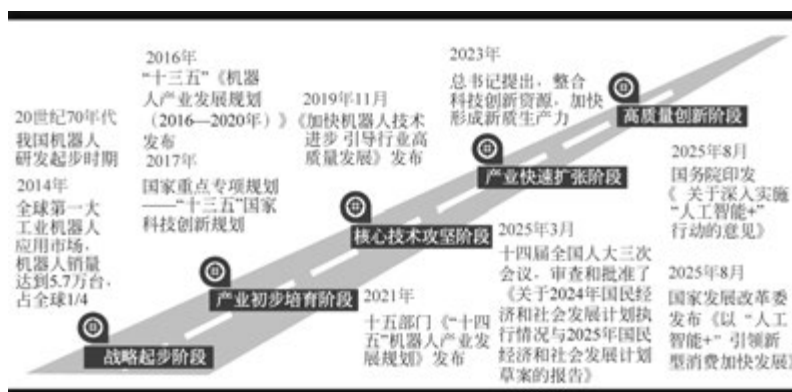 20世纪70年代
我国机器人
研发起步时期
2014年
全球第一大
工业机器人
应用市场，
机器人销量
达到5.7万台，
占全球1/4
战略起步阶段
2016年
“十三五”《机器
人产业发展规划
（2016—2020年）》
发布
2017年
国家重点专项规划
——“十三五”国家
科技创新规划
产业初步培育阶段
2019年11月
《加快机器人技术
进步 引导行业高
质量发展》发布
核心技术攻坚阶段
2021年
十五部门《“十四
五”机器人产业发
展规划》发布
2023年
总书记提出，整合
科技创新资源，加快
形成新质生产力
产业快速扩张阶段
2025年3月
十四届全国人大三次
会议，审查和批准了
《关于2024年国民经
济和社会发展计划执
行情况与2025年国民
经济和社会发展计划
草案的报告》
高质量创新阶段
2025年8月
国务院印发
《 关于深入实施
“人工智能+”
行动的意见》
2025年8月
国家发展改革委
发布《以“人工
智能+”引领新
型消费加快发展》